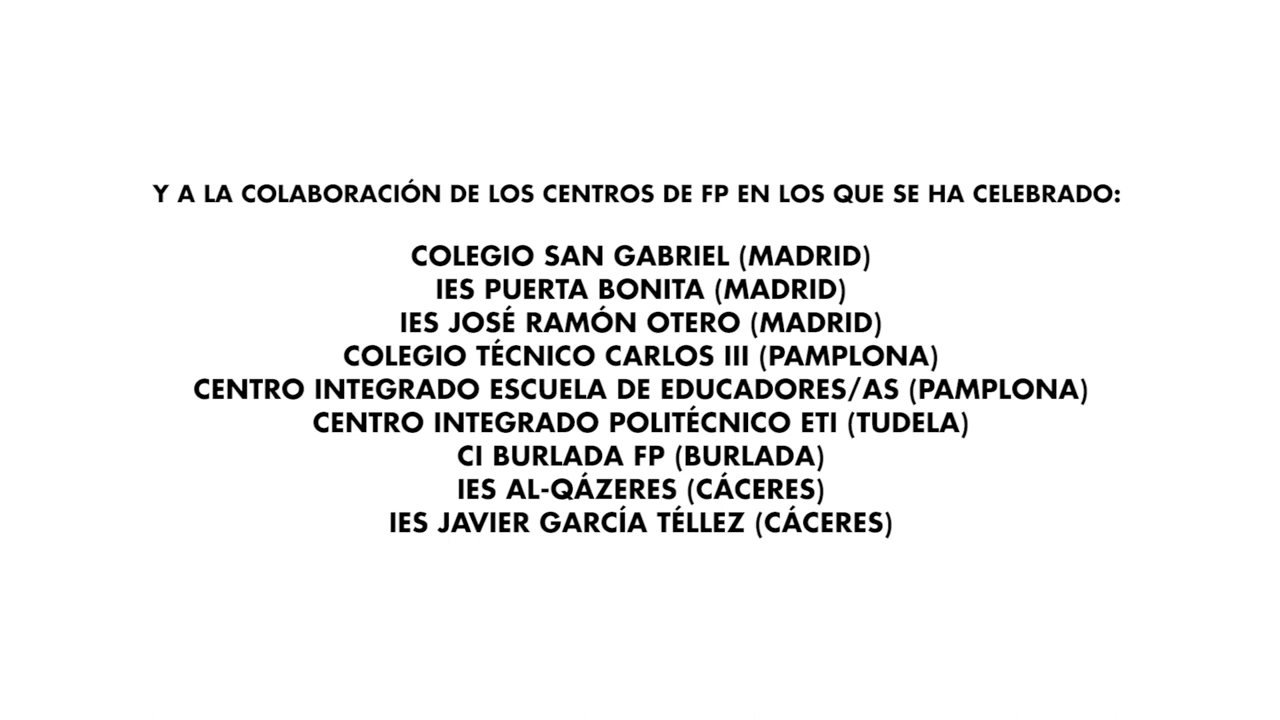 Y A LA COLABORACIÓN DE LOS CENTROS DE FP EN LOS QUE SE HA CELEBRADO:
COLEGIO SAN GABRIEL (MADRID)
IES PUERTA BONITA (MADRID)
IES JOSÉ RAMÓN OTERO (MADRID)
COLEGIO TÉCNICO CARLOS III (PAMPLONA)
CENTRO INTEGRADO ESCUELA DE EDUCADORES/AS (PAMPLONA)
CENTRO INTEGRADO POLITÉCNICO ETI (TUDELA)
CI BURLADA FP (BURLADA)
IES AL-QÁZERES (CÁCERES)
IES JAVIER GARCÍA TÉLLEZ (CÁCERES)